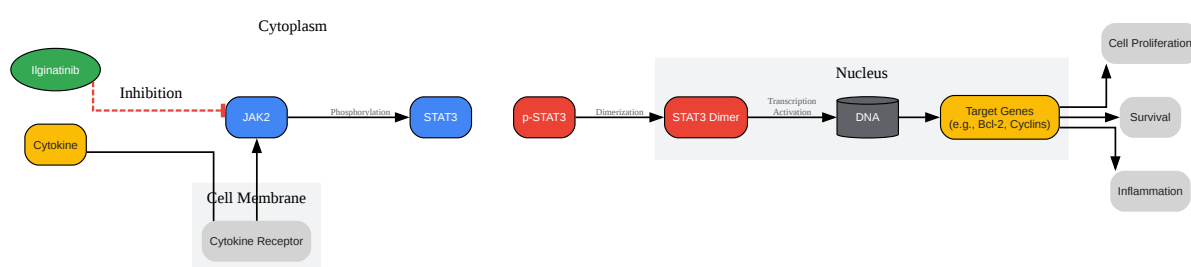 Cytoplasm
Ilginatinib
Inhibition
Cytokine
JAK2
Phosphorylation
STAT3
Cell Membrane
Cytokine Receptor
p-STAT3
Dimerization
Nucleus
STAT3 Dimer
Transcription
Activation
DNA
Target Genes
(e.g., Bcl-2, Cyclins)
Cell Proliferation
Survival
Inflammation